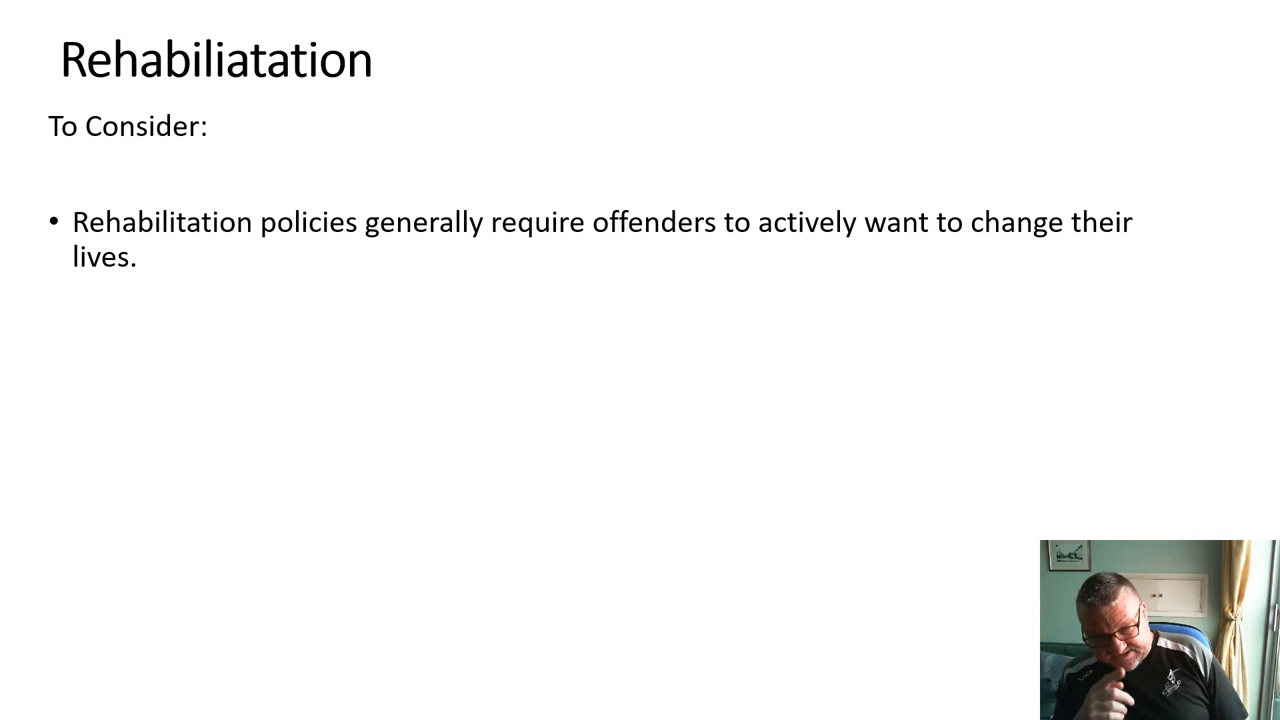 Rehabiliatation
To Consider:
• Rehabilitation policies generally require offenders to actively want to change their
lives.